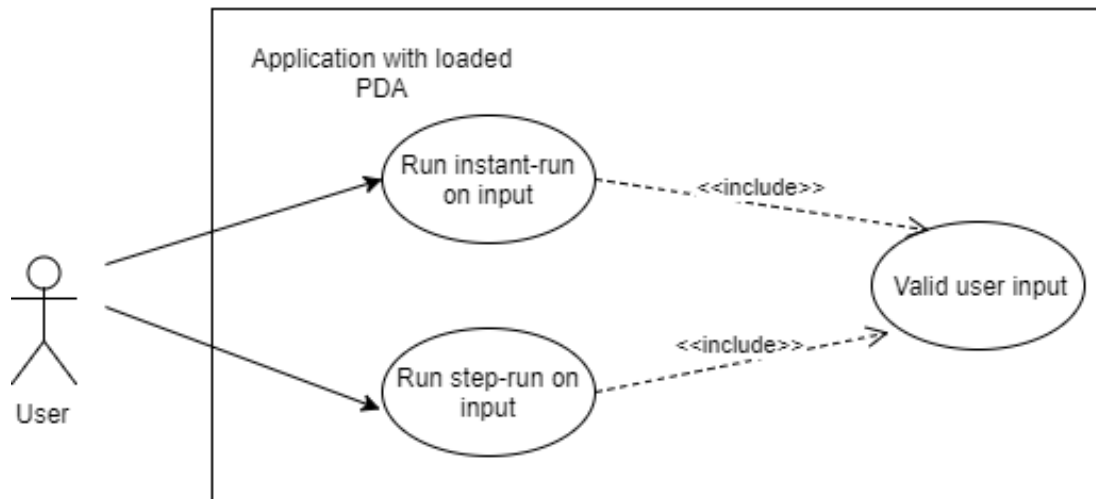 Application with loaded
PDA
Run instant-run
on input
<<include>>
Valid user input
<<include>>
Run step-run on
input
User